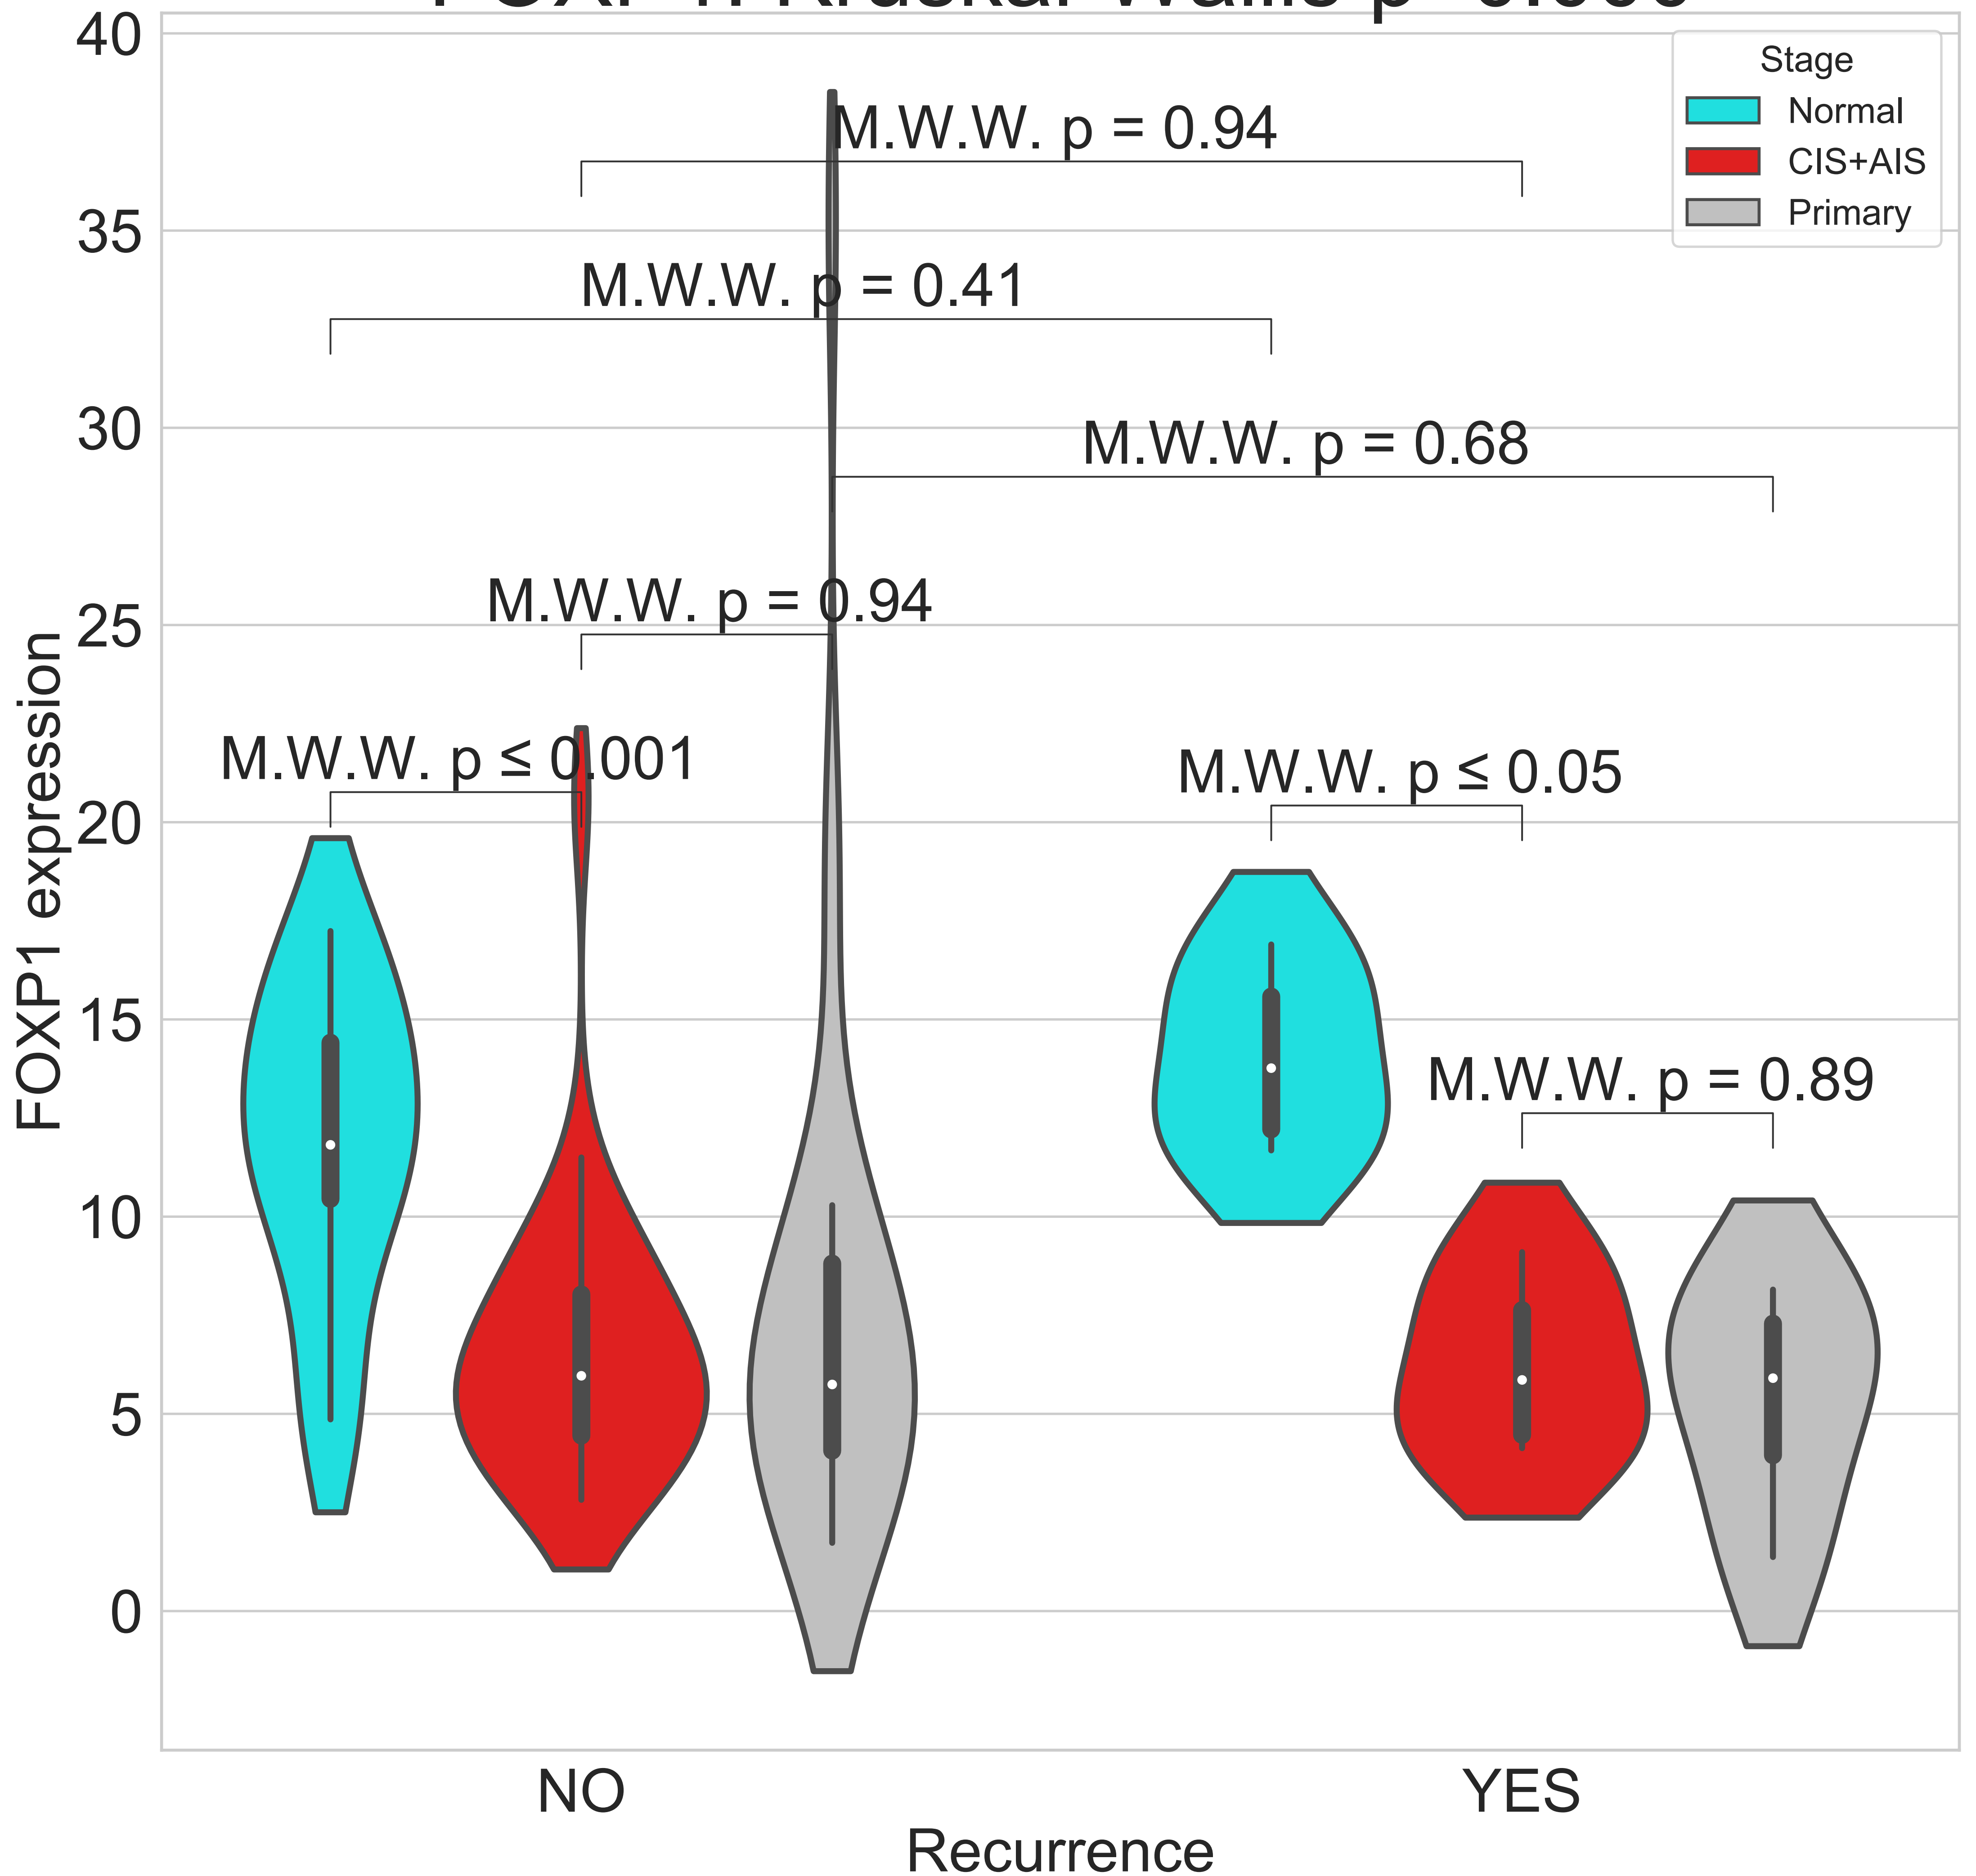 40
Stage
Normal
CIS+AIS
Primary
M.W.W. p = 0.94
35
M.W.W. p = 0.41
30
M.W.W. p = 0.68
25
M.W.W. p = 0.94
M.W.W. p ≤ 0.001
M.W.W. p ≤ 0.05
20
15
M.W.W. p = 0.89
10
5
0
FOXP1 expression
NO
YES
Recurrence